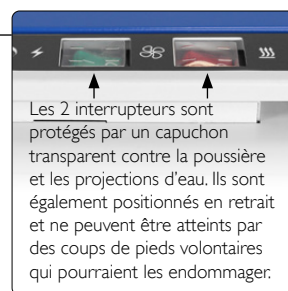 Les 2 interrupteurs sont
protégés par un capuchon
transparent contre la poussière
et les projections d'eau. Ils sont
également positionnés en retrait
et ne peuvent être atteints par
des coups de pieds volontaires
qui pourraient les endommager.